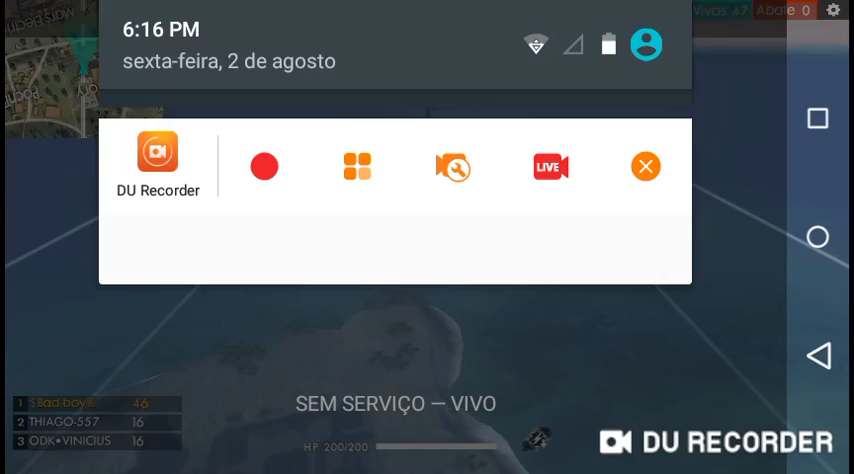 Vivos 47 Abate 0
6:16 PM
sexta-feira, 2 de agosto
DU Recorder
LIVE
SEM SERVIÇO — VIVO
1 $Bad-boy% 46
2 THIAGO-557 16
3 ODK•VINICIUS 16
HP 200/200
DU RECORDER